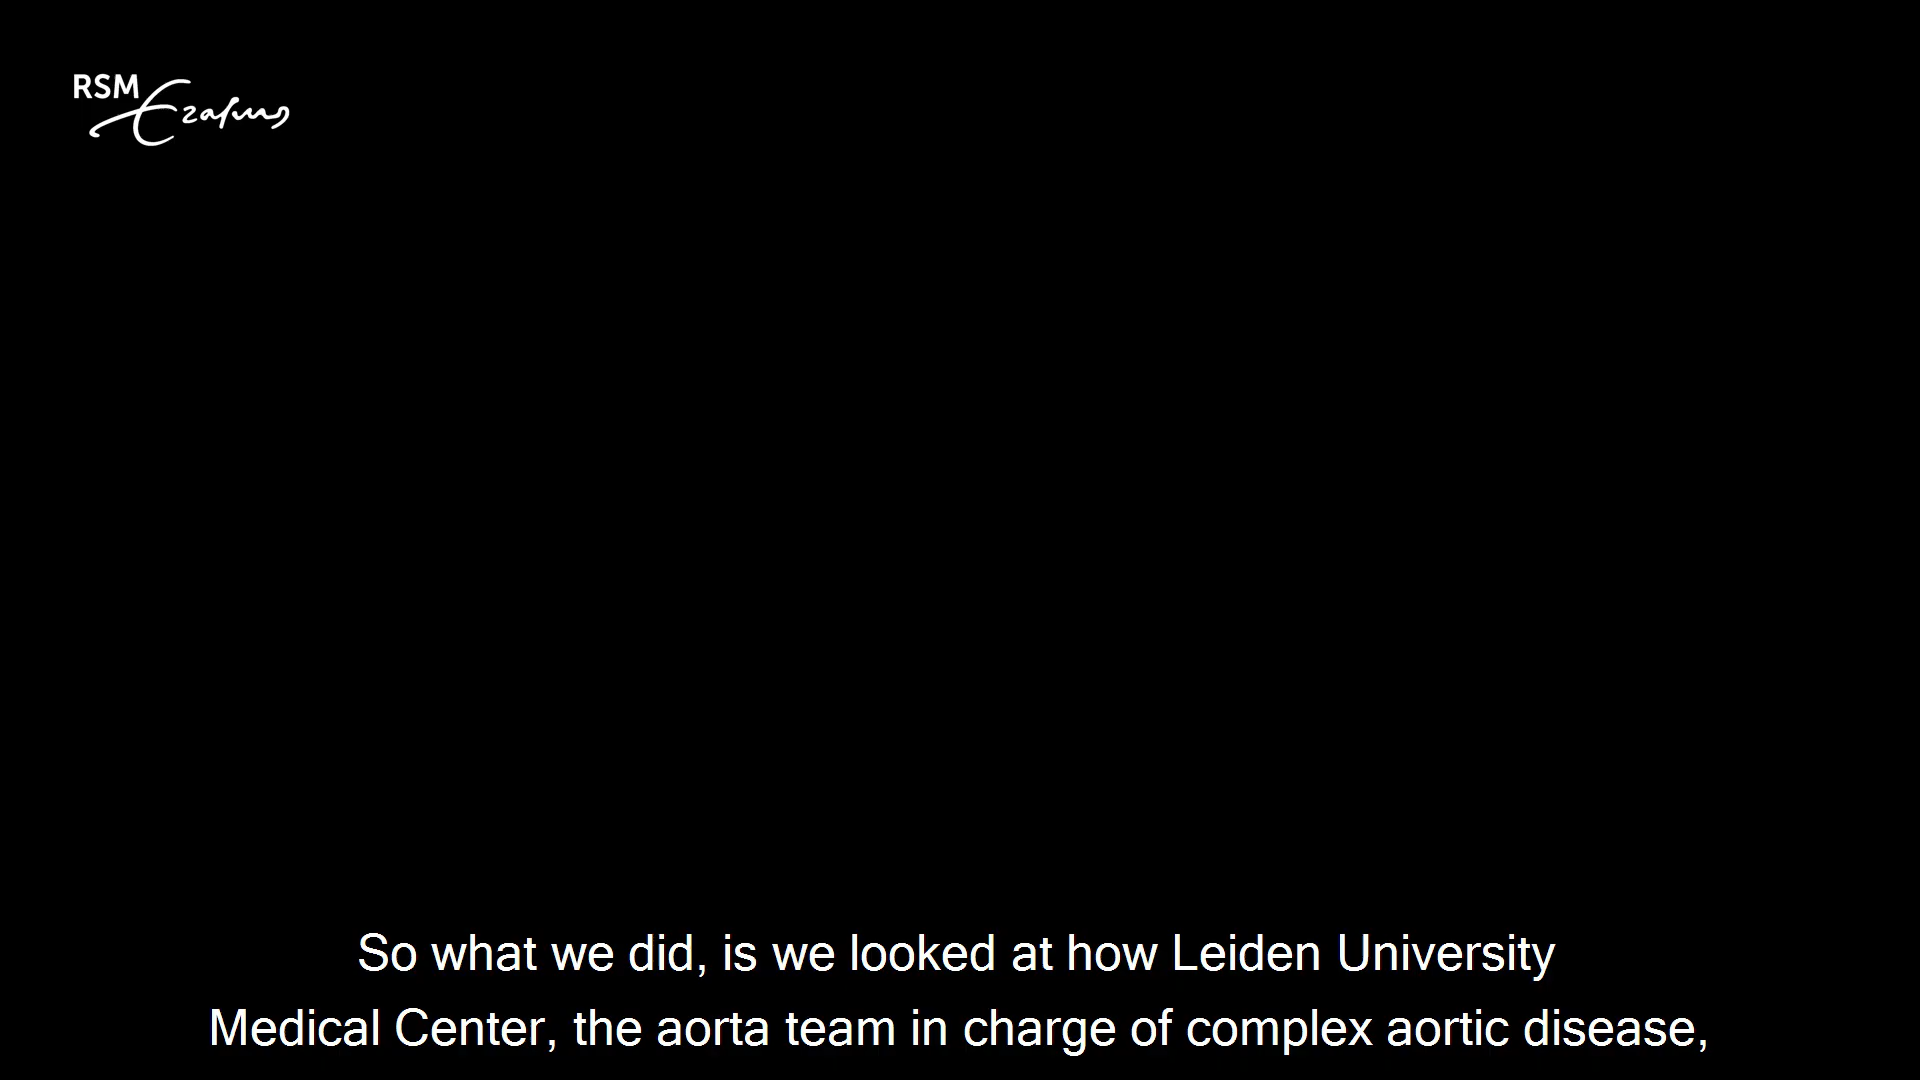 RSM
Erasmus
So what we did, is we looked at how Leiden University
Medical Center, the aorta team in charge of complex aortic disease,